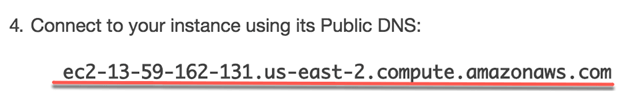 4. Connect to your instance using its Public DNS:
ec2-13-59-162-131.us-east-2.compute.amazonaws.com